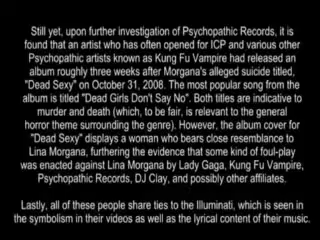 Still yet, upon further investigation of Psychopathic Records, it is
found that an artist who has often opened for ICP and various other
Psychopathic artists known as Kung Fu Vampire had released an
album roughly three weeks after Morgana's alleged suicide titled,
"Dead Sexy" on October 31, 2008. The most popular song from the
album is titled "Dead Girls Don't Say No". Both titles are indicative to
murder and death (which, to be fair, is relevant to the general
horror theme surrounding the genre). However, the album cover for
"Dead Sexy" displays a woman who bears close resemblance to
Lina Morgana, furthering the evidence that some kind of foul-play
was enacted against Lina Morgana by Lady Gaga, Kung Fu Vampire,
Psychopathic Records, DJ Clay, and possibly other affiliates.
Lastly, all of these people share ties to the Illuminati, which is seen in
the symbolism in their videos as well as the lyrical content of their music.